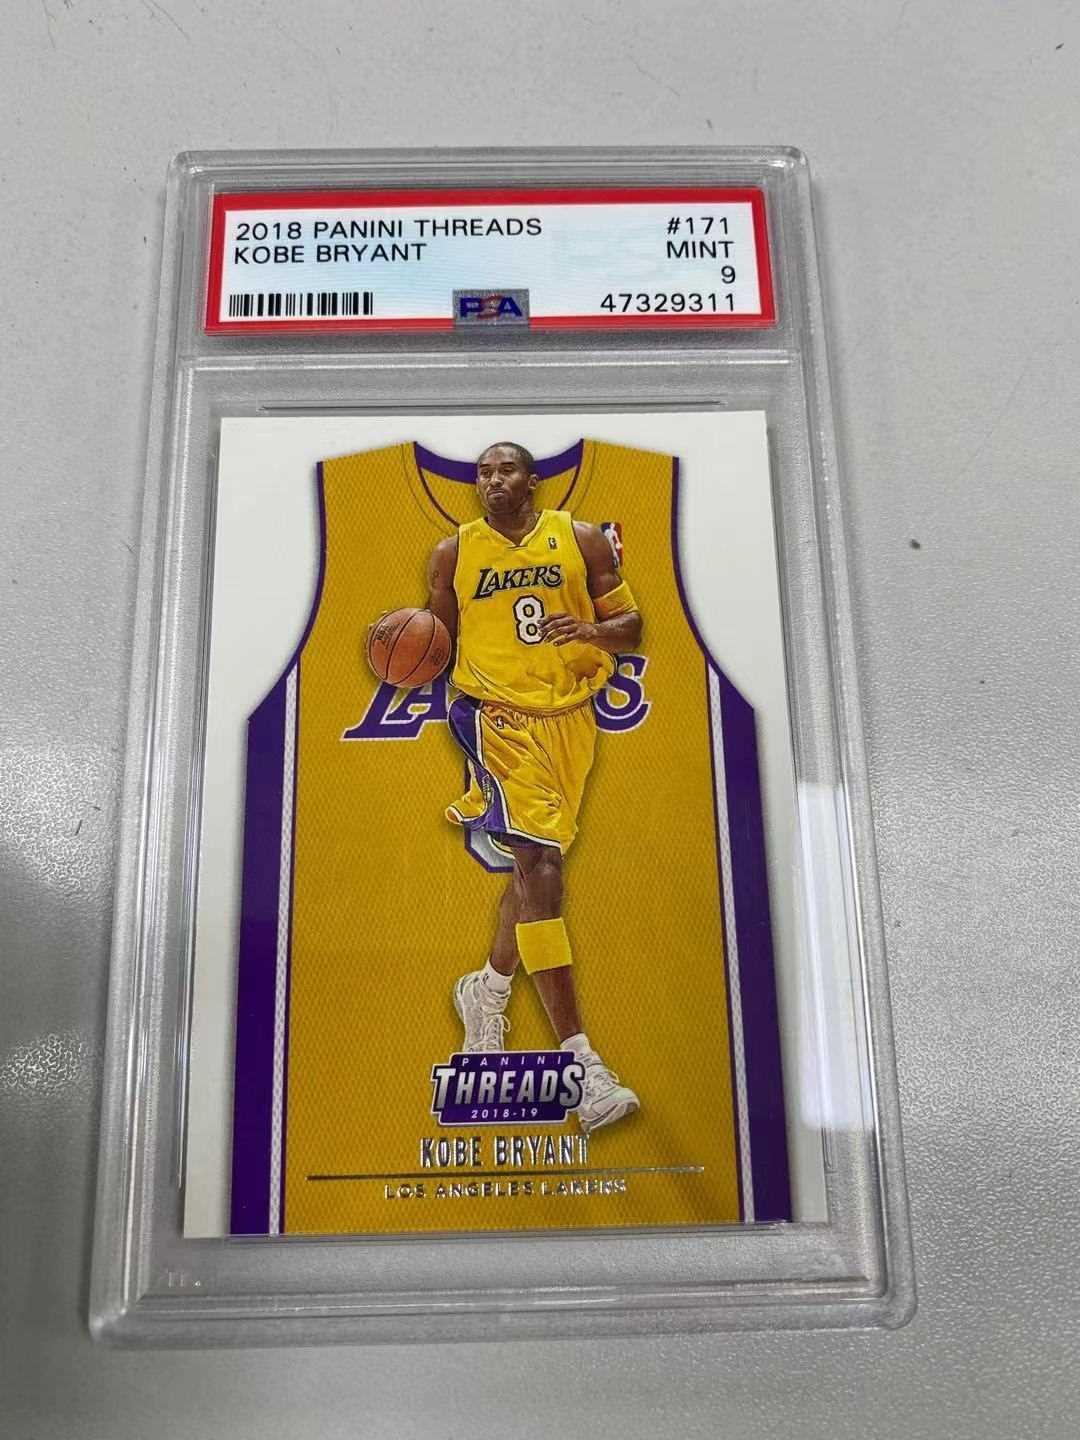 2018 PANINI THREADS #171
KOBE BRYANT MINT
9
PSA 47329311
LAKERS
8
PANINI
THREADS
2018-19
KOBE BRYANT
LOS ANGELES LAKERS